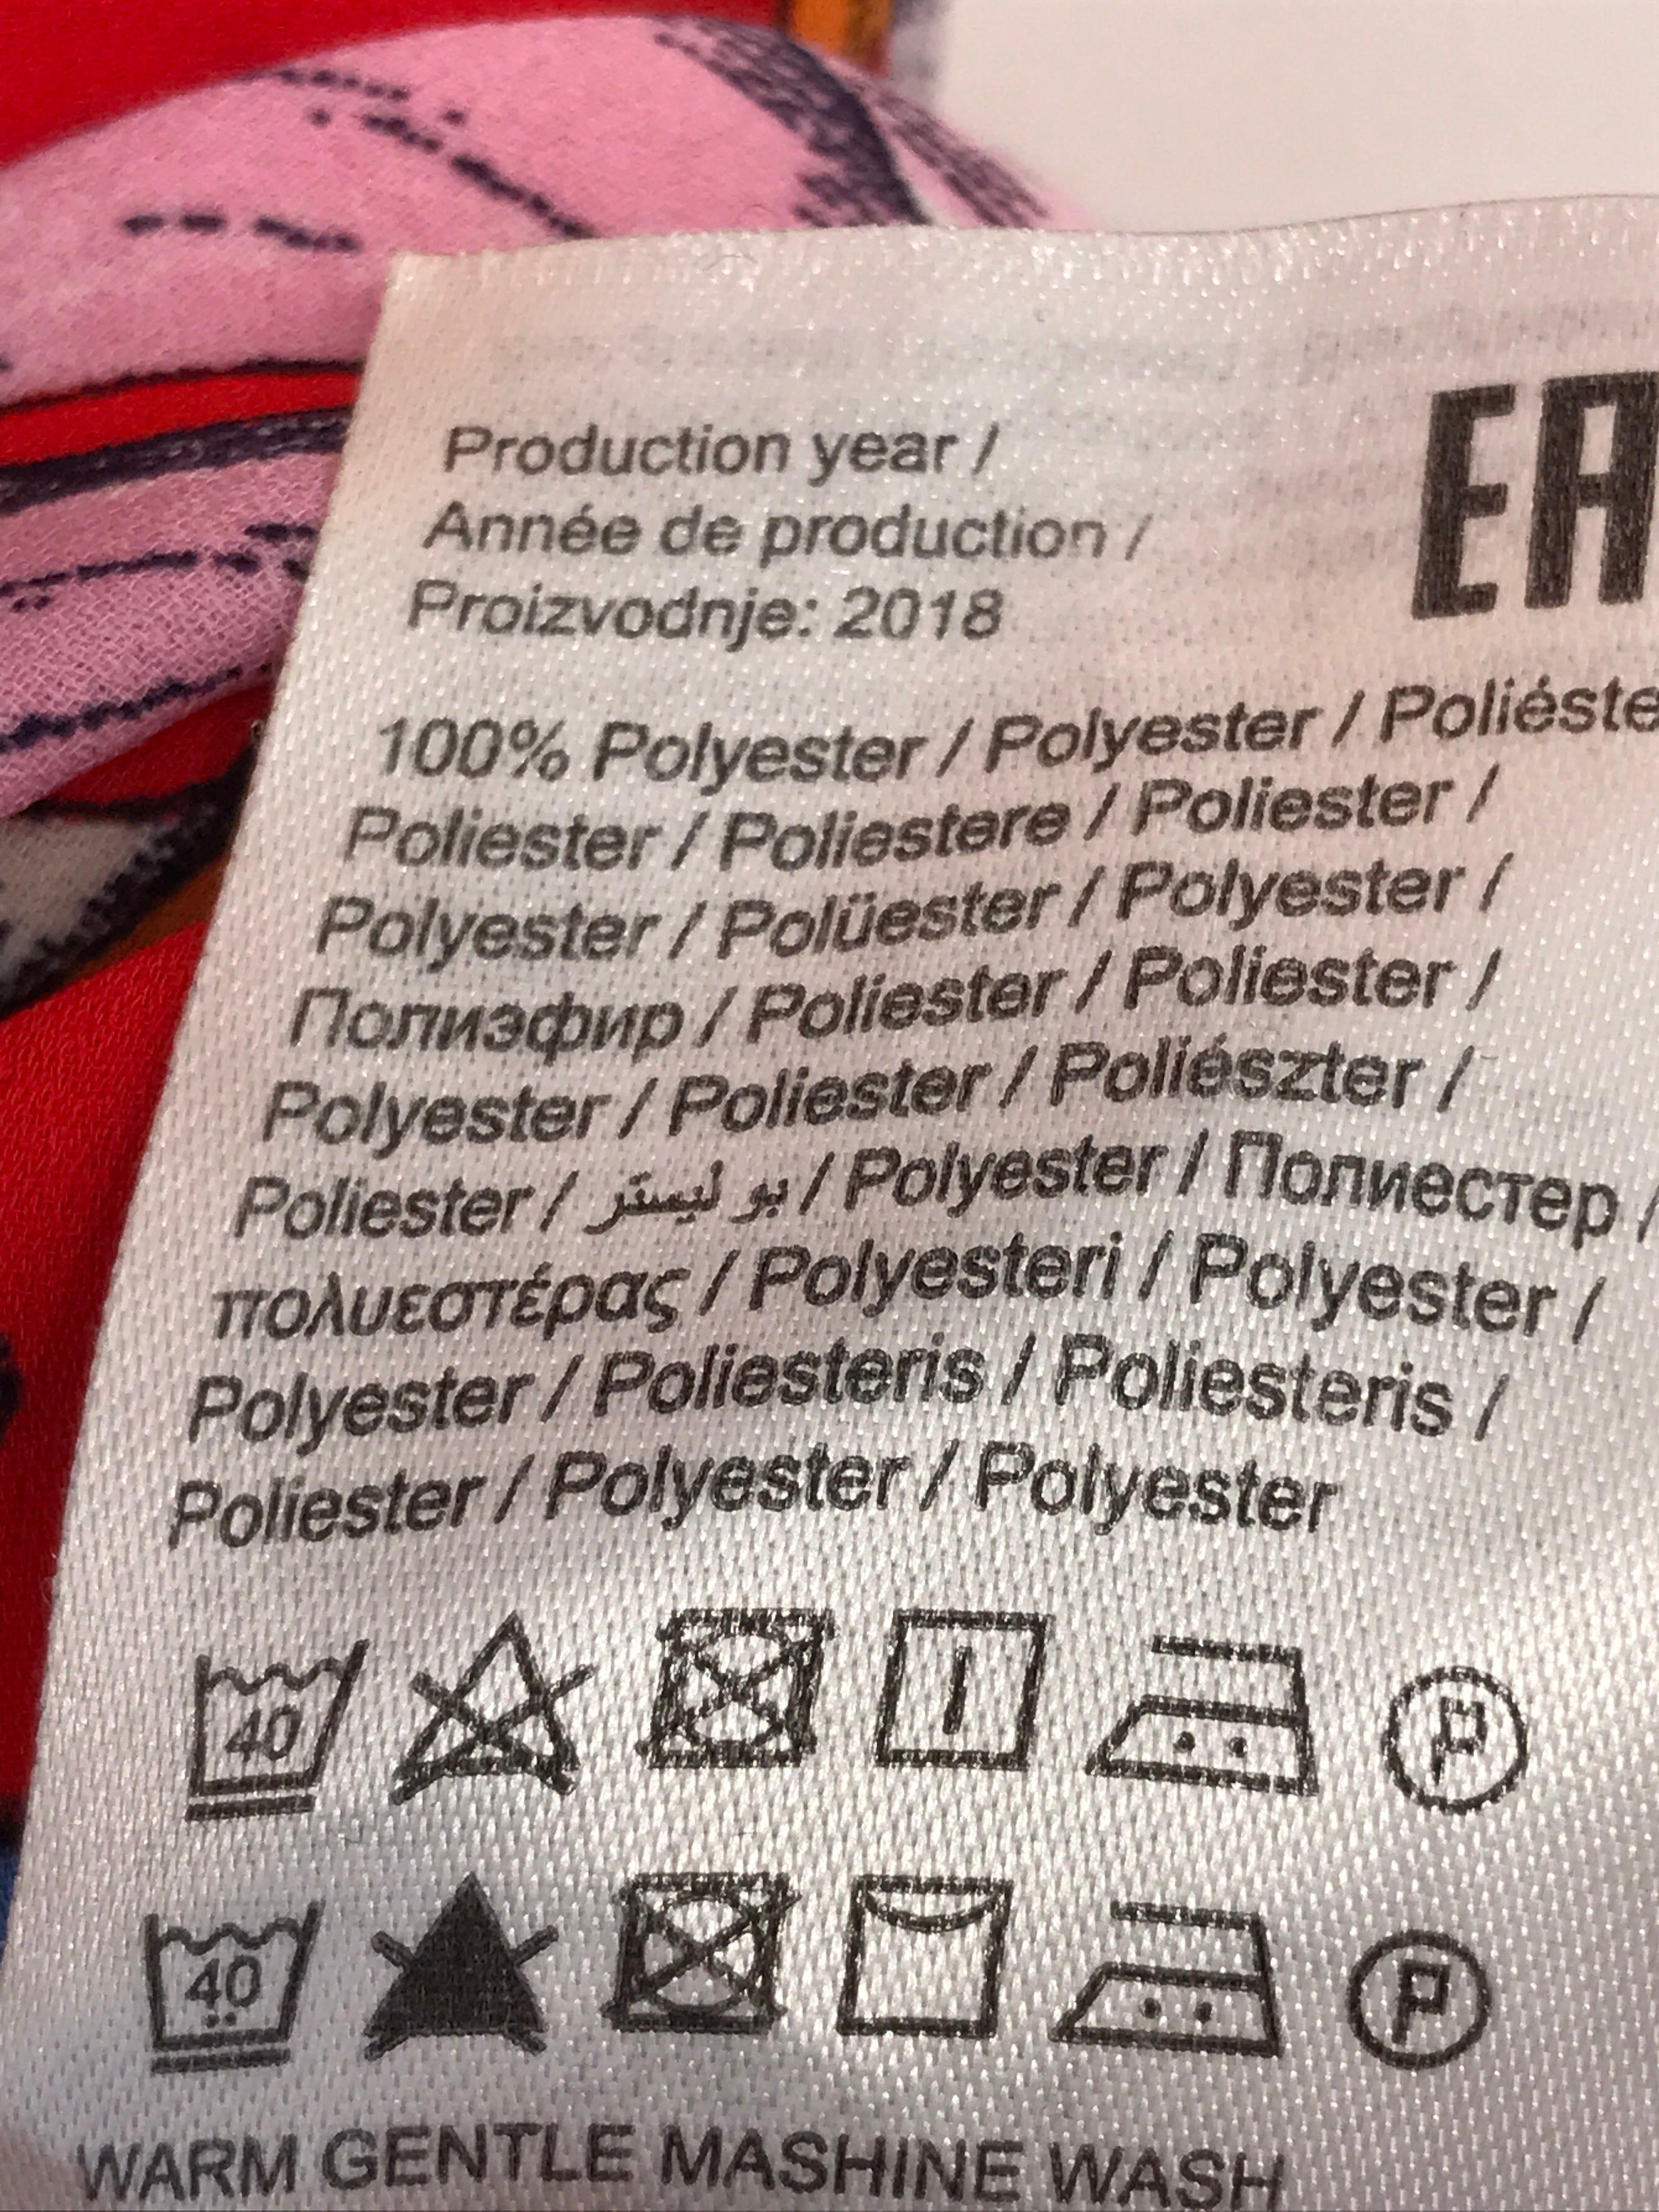 Production year /
Année de production /
Proizvodnje: 2018
EA
100% Polyester / Polyester / Poliéste
Poliester / Poliestere / Poliester /
Polyester / Polüester / Polyester /
Полиэфир / Poliester / Poliester /
Polyester / Poliester / Poliészter /
Poliester / بو ليستر / Polyester / Полиестер /
πολυεστέρας / Polyesteri / Polyester /
Polyester / Poliesteris / Poliesteris /
Poliester / Polyester / Polyester
40 P
40 P
WARM GENTLE MASHINE WASH